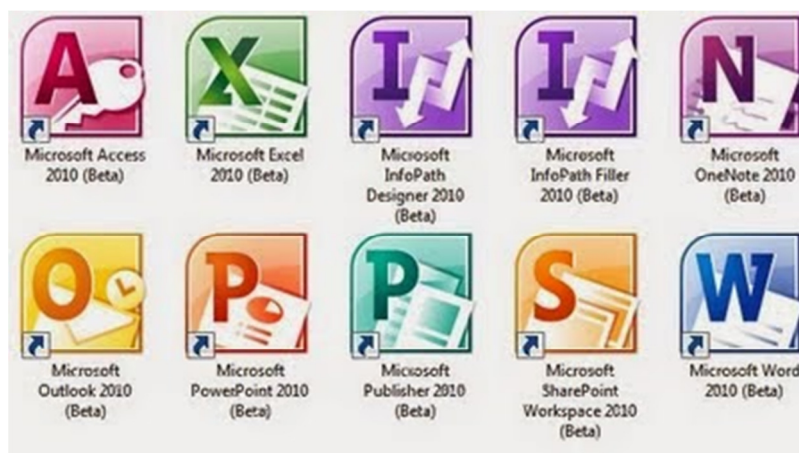 A
X
I
I
N
Microsoft Access
2010 (Beta)
Microsoft Excel
2010 (Beta)
Microsoft
InfoPath
Designer 2010
(Beta)
Microsoft
InfoPath Filler
2010 (Beta)
Microsoft
OneNote 2010
(Beta)
O
P
P
S
W
Microsoft
Outlook 2010
(Beta)
Microsoft
PowerPoint 2010
(Beta)
Microsoft
Publisher 2010
(Beta)
Microsoft
SharePoint
Workspace 2010
(Beta)
Microsoft Word
2010 (Beta)